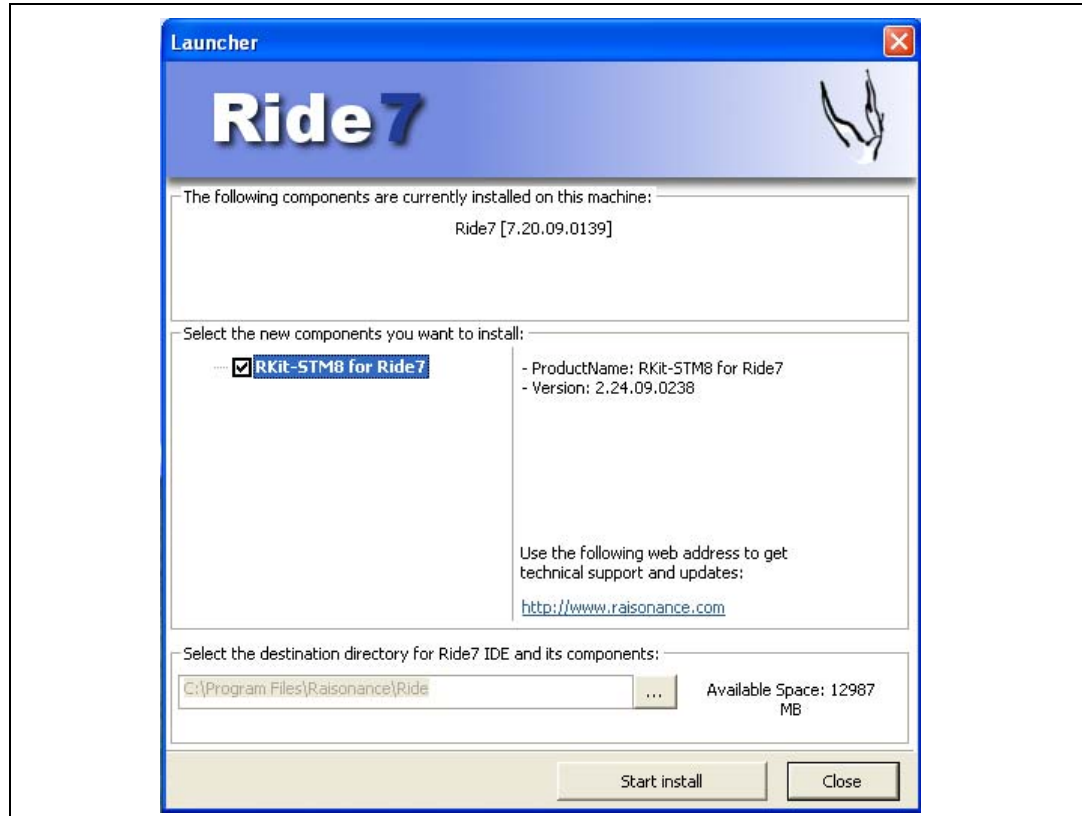 Launcher
Ride7
The following components are currently installed on this machine:
Ride7 [7.20.09.0139]
Select the new components you want to install:
RKit-STM8 for Ride7
- ProductName: RKit-STM8 for Ride7
- Version: 2.24.09.0238
Use the following web address to get
technical support and updates:
http://www.raisonance.com
Select the destination directory for Ride7 IDE and its components:
C:\Program Files\Raisonance\Ride
...
Available Space: 12987
MB
Start install
Close